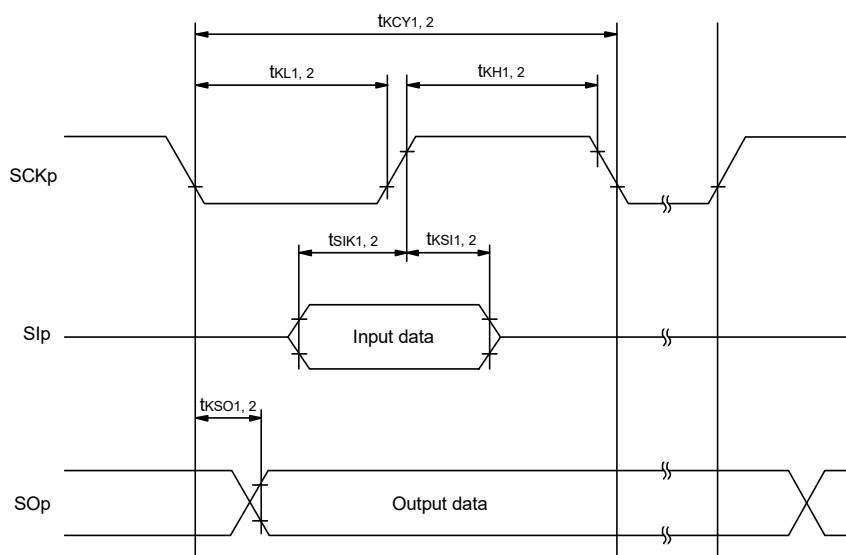 tKCY1, 2
tKL1, 2
tKH1, 2
SCKp
tSIK1, 2
tKSI1, 2
SIp
Input data
tKSO1, 2
SOp
Output data